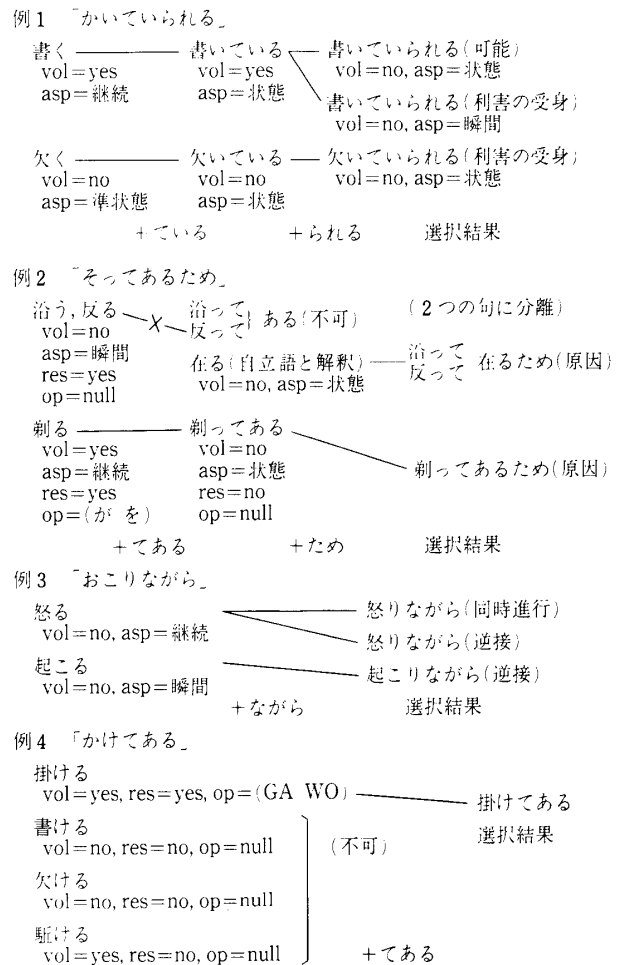 例1 「かいていられる」
書く 書いている 書いていられる(可能)
vol=yes vol=yes vol=no, asp=状態
asp=継続 asp=状態
書いていられる(利害の受身)
vol=no, asp=瞬間
欠く 欠いている 欠いていられる(利害の受身)
vol=no vol=no vol=no, asp=状態
asp=準状態 asp=状態
+ている +られる 選択結果
例2 「そってあるため」
沿う, 反る × 沿って ある(不可) (2つの句に分離)
vol=no 反って
asp=瞬間 在る(自立語と解釈) 沿って 在るため(原因)
res=yes vol=no, asp=状態 反って
op=null
剃る 剃ってある
vol=yes vol=no
asp=継続 asp=状態 剃ってあるため(原因)
res=yes res=no
op=(が を) op=null
+てある +ため 選択結果
例3 「おこりながら」
怒る 怒りながら(同時進行)
vol=no, asp=継続 怒りながら(逆接)
起こる 起こりながら(逆接)
vol=no, asp=瞬間
+ながら 選択結果
例4 「かけてある」
掛ける
vol=yes, res=yes, op=(GA WO) 掛けてある
書ける 選択結果
vol=no, res=no, op=null (不可)
欠ける
vol=no, res=no, op=null
駈ける
vol=yes, res=no, op=null +てある